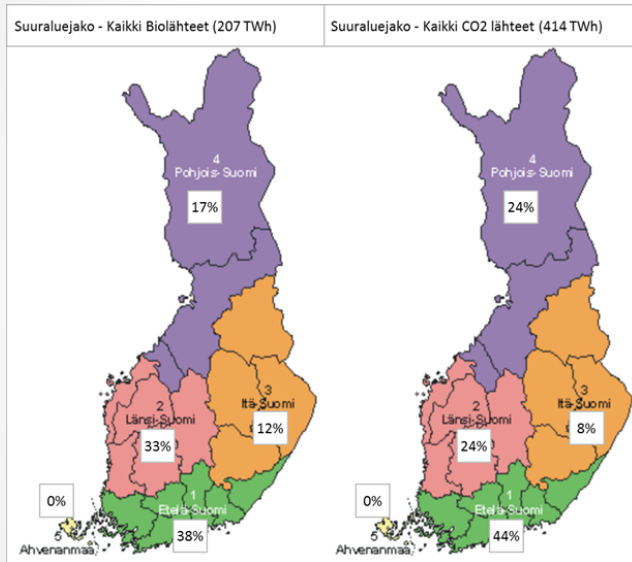 Suuraluejako - Kaikki Biolähteet (207 TWh)
Suuraluejako - Kaikki CO2 lähteet (414 TWh)
4
Pohjois-Suomi
17%
4
Pohjois-Suomi
24%
2
Länsi-Suomi
33%
3
Itä-Suomi
12%
2
Länsi-Suomi
24%
3
Itä-Suomi
8%
0%
5
Ahvenanmaa
1
Etelä-Suomi
38%
0%
5
Ahvenanmaa
1
Etelä-Suomi
44%